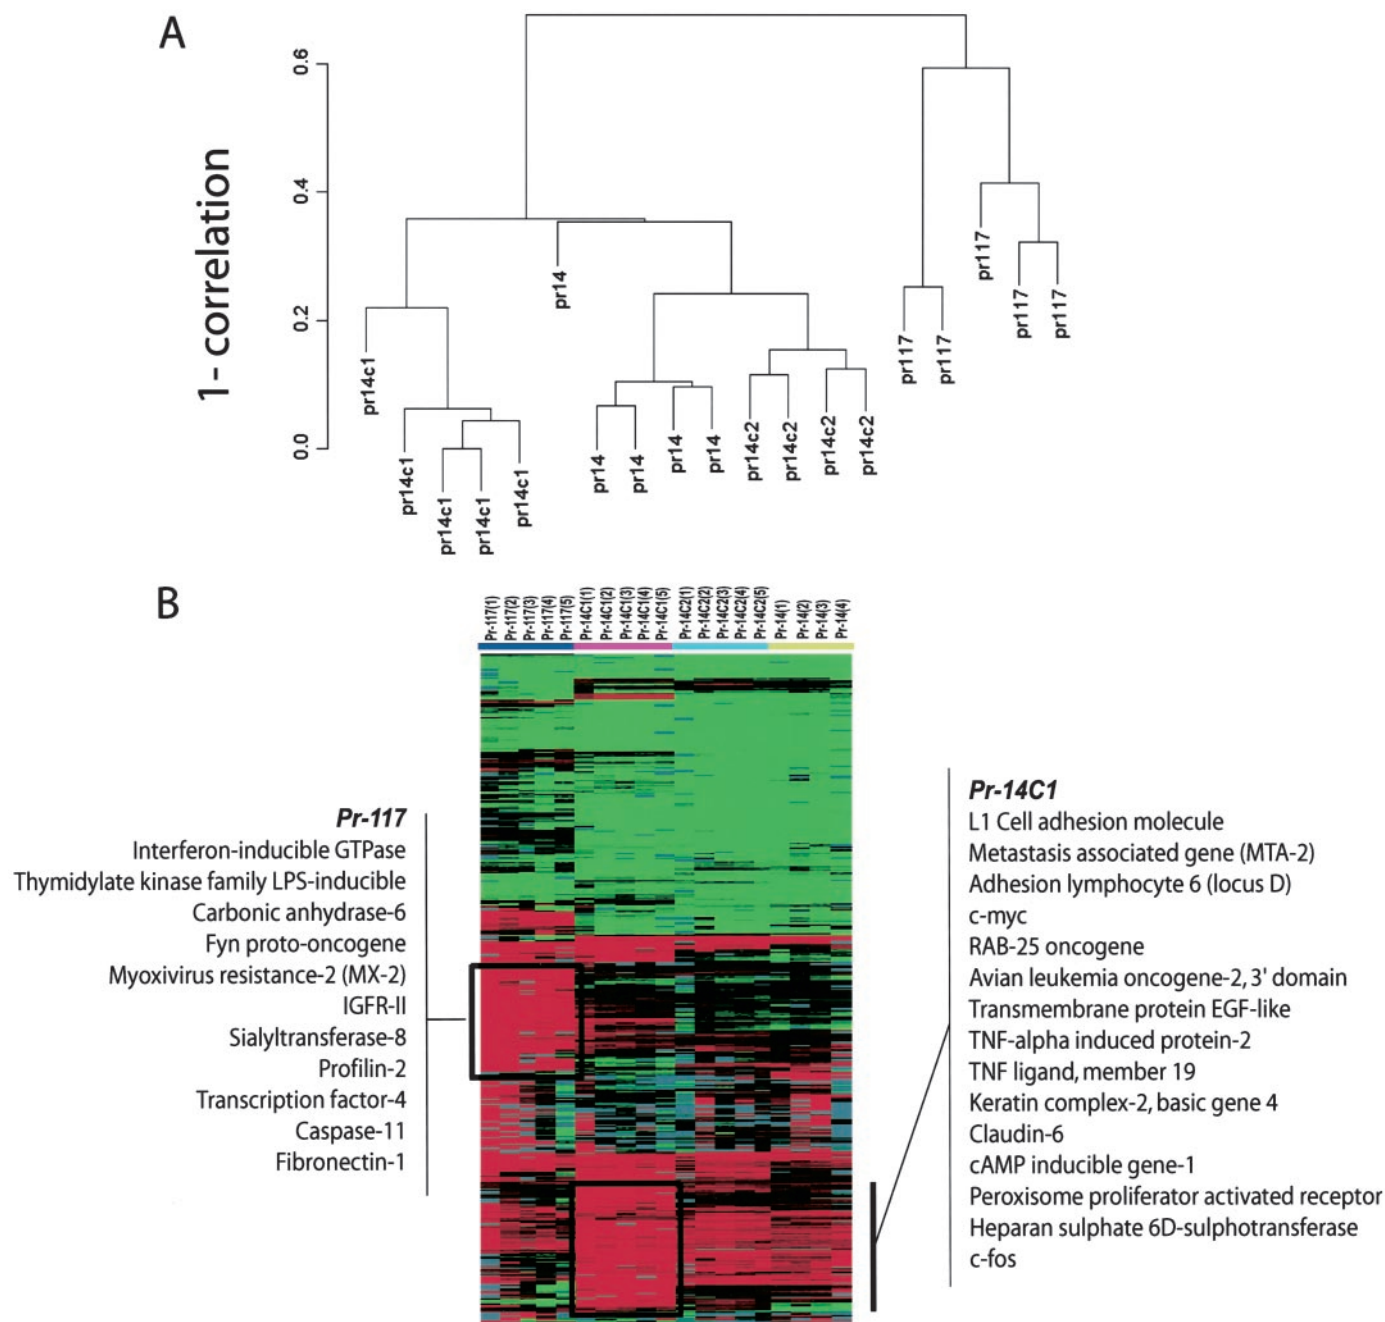 A
1- correlation
0.6
0.4
0.2
0.0
pr14c1
pr14c1
pr14c1
pr14c1
pr14c1
pr14
pr14
pr14
pr14
pr14
pr14c2
pr14c2
pr14c2
pr14c2
pr117
pr117
pr117
pr117
pr117
B
Pr-117(1)
Pr-117(2)
Pr-117(3)
Pr-117(4)
Pr-117(5)
Pr-14C1(1)
Pr-14C1(2)
Pr-14C1(3)
Pr-14C1(4)
Pr-14C1(5)
Pr-14C2(1)
Pr-14C2(2)
Pr-14C2(3)
Pr-14C2(4)
Pr-14C2(5)
Pr-14(1)
Pr-14(2)
Pr-14(3)
Pr-14(4)
Pr-117
Interferon-inducible GTPase
Thymidylate kinase family LPS-inducible
Carbonic anhydrase-6
Fyn proto-oncogene
Myoxivirus resistance-2 (MX-2)
IGFR-II
Sialyltransferase-8
Profilin-2
Transcription factor-4
Caspase-11
Fibronectin-1
Pr-14C1
L1 Cell adhesion molecule
Metastasis associated gene (MTA-2)
Adhesion lymphocyte 6 (locus D)
c-myc
RAB-25 oncogene
Avian leukemia oncogene-2, 3' domain
Transmembrane protein EGF-like
TNF-alpha induced protein-2
TNF ligand, member 19
Keratin complex-2, basic gene 4
Claudin-6
cAMP inducible gene-1
Peroxisome proliferator activated receptor
Heparan sulphate 6D-sulphotransferase
c-fos